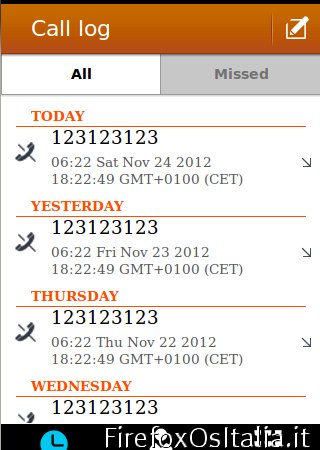 Call log
All
Missed
TODAY
123123123
06:22 Sat Nov 24 2012
18:22:49 GMT+0100 (CET)
YESTERDAY
123123123
06:22 Fri Nov 23 2012
18:22:49 GMT+0100 (CET)
THURSDAY
123123123
06:22 Thu Nov 22 2012
18:22:49 GMT+0100 (CET)
WEDNESDAY
123123123
FirefoxOsItalia.it